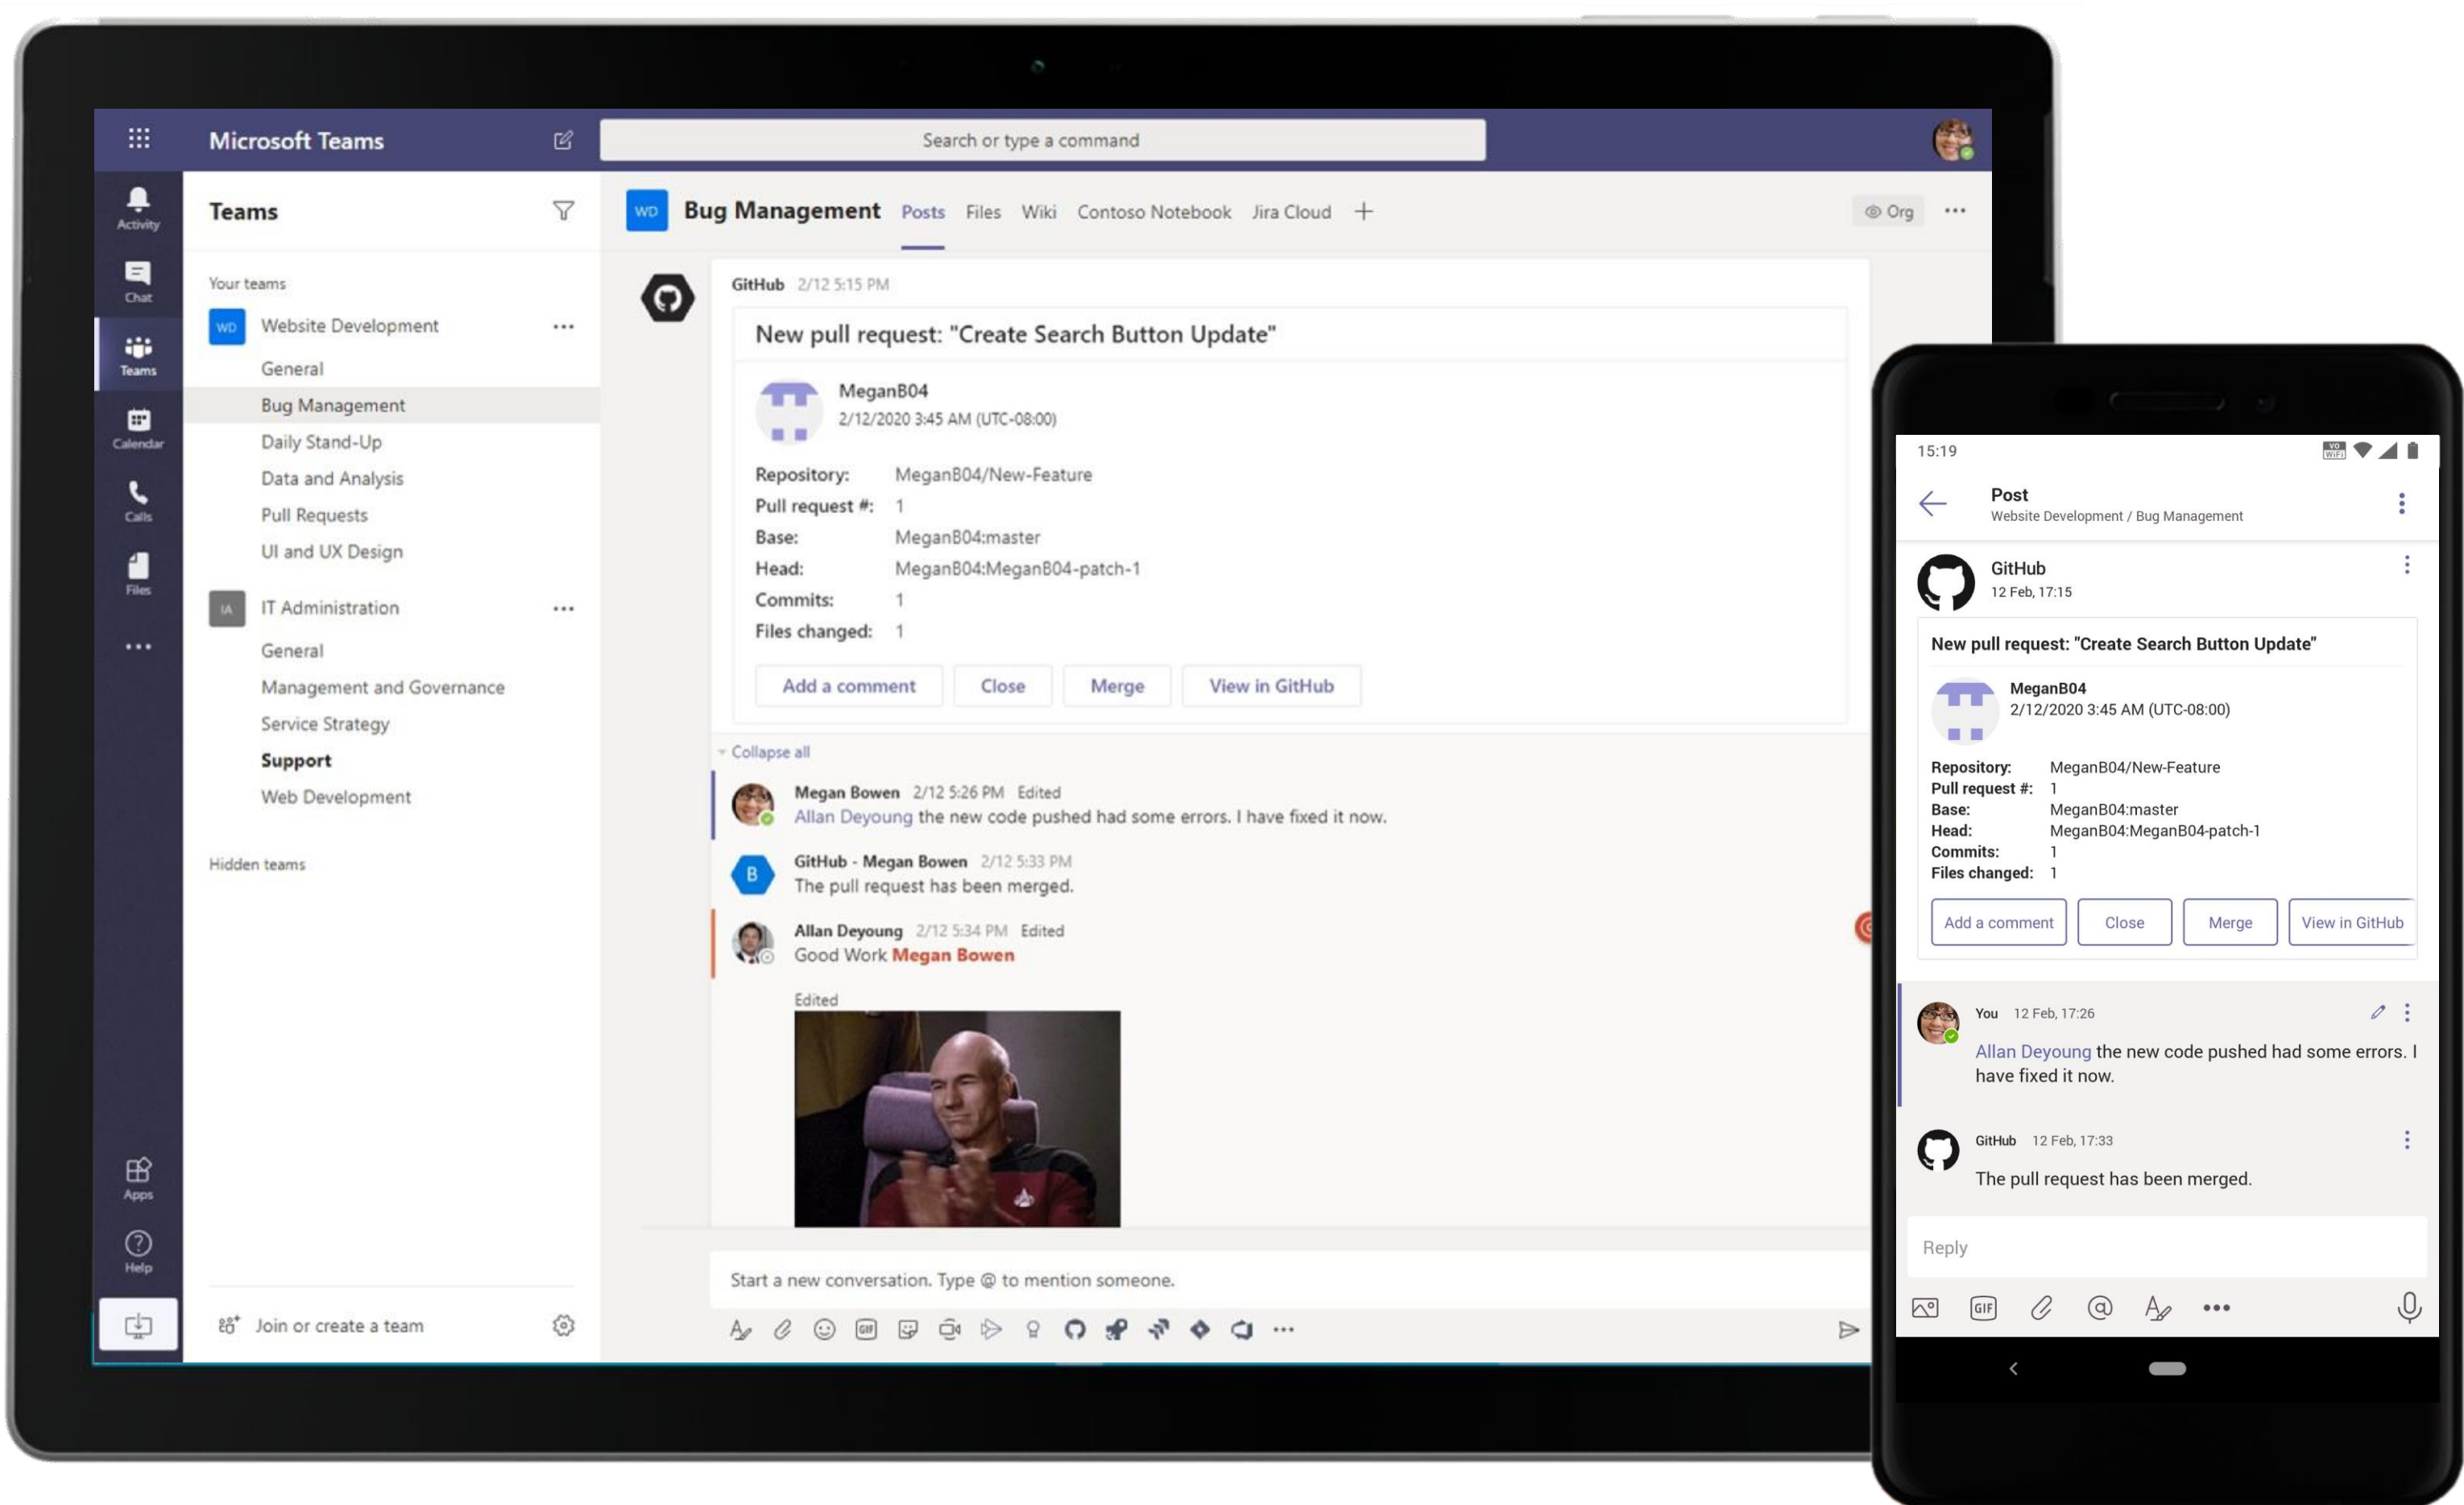 Microsoft Teams
Search or type a command
Activity
Chat
Teams
Calendar
Calls
Files
Apps
Help
Teams
Your teams
WD Website Development
General
Bug Management
Daily Stand-Up
Data and Analysis
Pull Requests
UI and UX Design
IA IT Administration
General
Management and Governance
Service Strategy
Support
Web Development
Hidden teams
Join or create a team
WD Bug Management Posts Files Wiki Contoso Notebook Jira Cloud
Org
GitHub 2/12 5:15 PM
New pull request: "Create Search Button Update"
MeganB04
2/12/2020 3:45 AM (UTC-08:00)
Repository: MeganB04/New-Feature
Pull request #: 1
Base: MeganB04:master
Head: MeganB04:MeganB04-patch-1
Commits: 1
Files changed: 1
Add a comment Close Merge View in GitHub
Collapse all
Megan Bowen 2/12 5:26 PM Edited
Allan Deyoung the new code pushed had some errors. I have fixed it now.
B
GitHub - Megan Bowen 2/12 5:33 PM
The pull request has been merged.
Allan Deyoung 2/12 5:34 PM Edited
Good Work Megan Bowen
Edited
Start a new conversation. Type @ to mention someone.
GIF
15:19
VO WiFi
Post
Website Development / Bug Management
GitHub
12 Feb, 17:15
New pull request: "Create Search Button Update"
MeganB04
2/12/2020 3:45 AM (UTC-08:00)
Repository: MeganB04/New-Feature
Pull request #: 1
Base: MeganB04:master
Head: MeganB04:MeganB04-patch-1
Commits: 1
Files changed: 1
Add a comment Close Merge View in GitHub
You 12 Feb, 17:26
Allan Deyoung the new code pushed had some errors. I
have fixed it now.
GitHub 12 Feb, 17:33
The pull request has been merged.
Reply
GIF